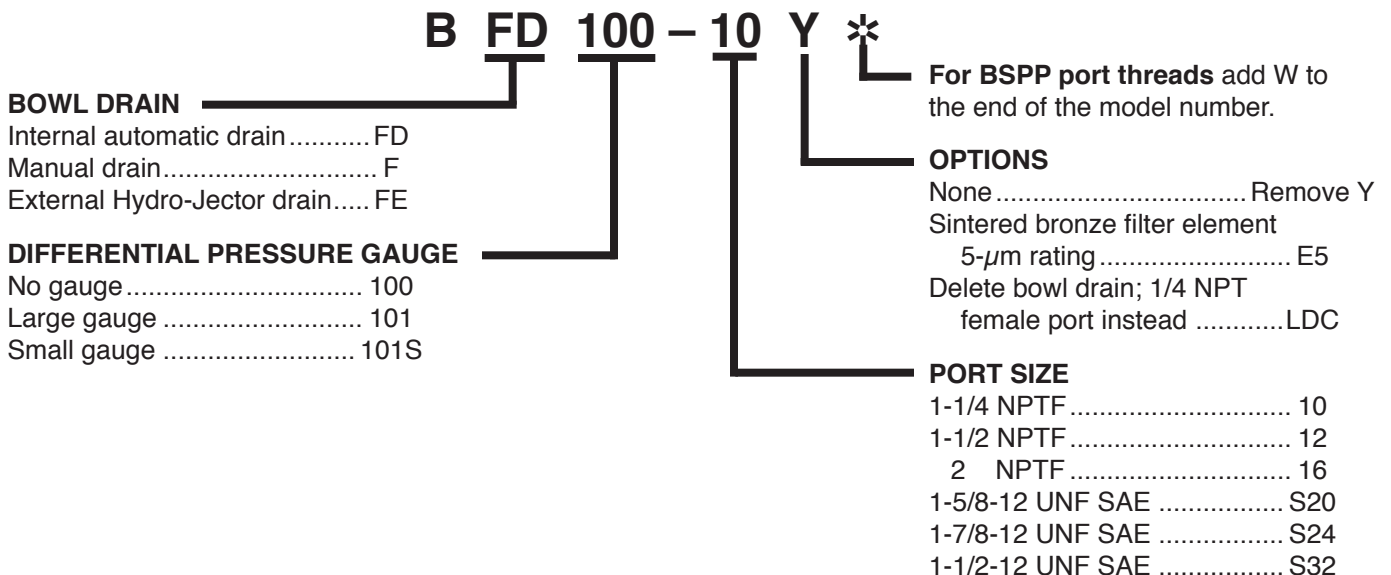 B FD 100 – 10 Y *
BOWL DRAIN
Internal automatic drain...........FD
Manual drain............................. F
External Hydro-Jector drain..... FE
DIFFERENTIAL PRESSURE GAUGE
No gauge................................ 100
Large gauge ........................... 101
Small gauge .......................... 101S
For BSPP port threads add W to
the end of the model number.
OPTIONS
None..................................Remove Y
Sintered bronze filter element
5-µm rating.......................... E5
Delete bowl drain; 1/4 NPT
female port instead ............LDC
PORT SIZE
1-1/4 NPTF.............................. 10
1-1/2 NPTF.............................. 12
2 NPTF.............................. 16
1-5/8-12 UNF SAE ................. S20
1-7/8-12 UNF SAE ................. S24
1-1/2-12 UNF SAE ................. S32